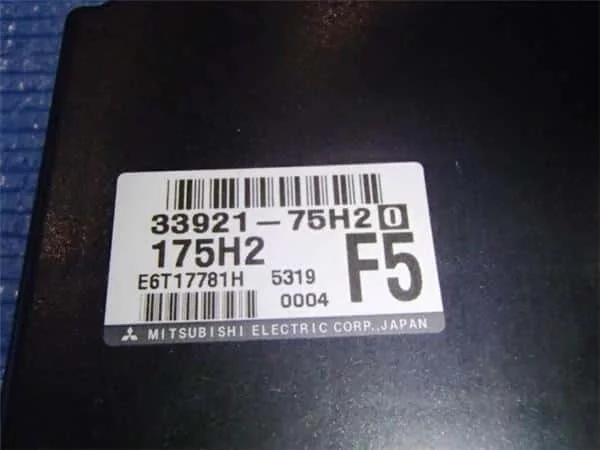 33921-75H2 0
175H2
F5
E6T17781H 5319
0004
MITSUBISHI ELECTRIC CORP., JAPAN